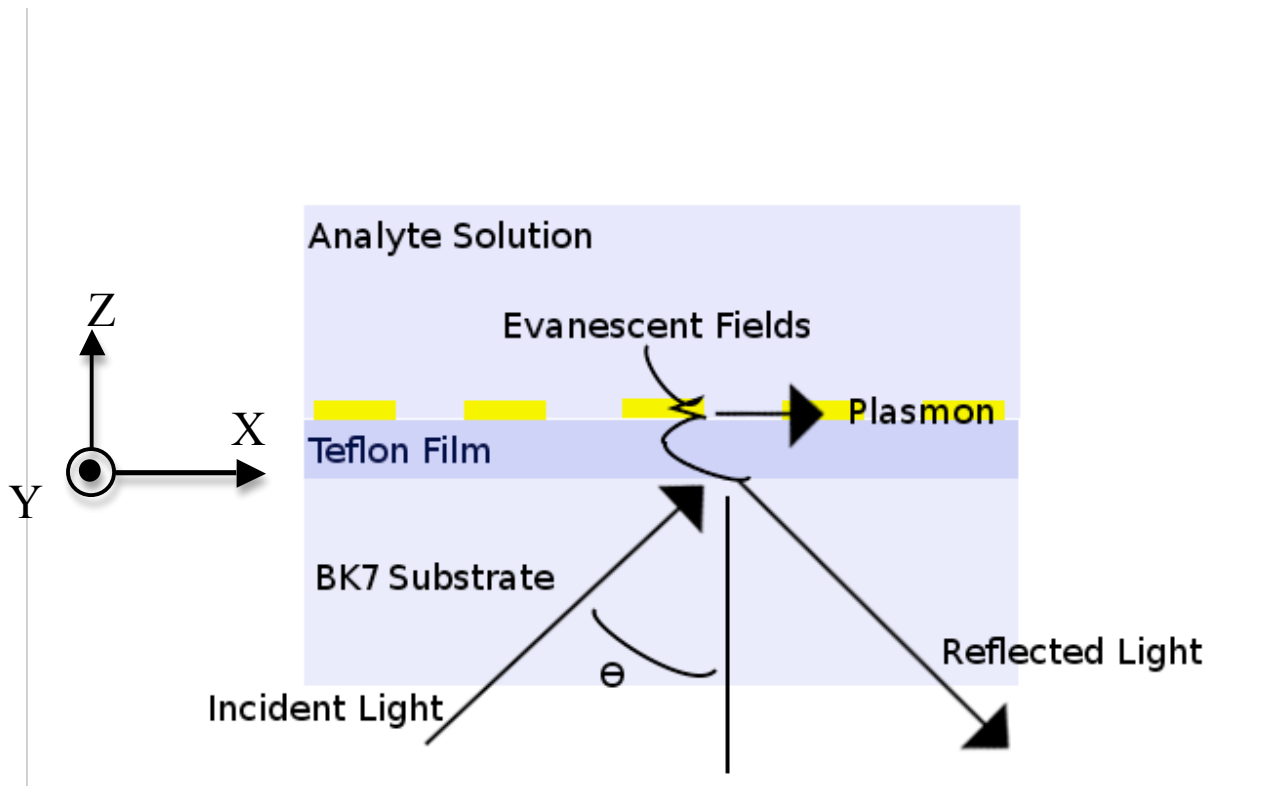 Analyte Solution
Evanescent Fields
Z
X
Plasmon
Teflon Film
Y
BK7 Substrate
Reflected Light
Θ
Incident Light